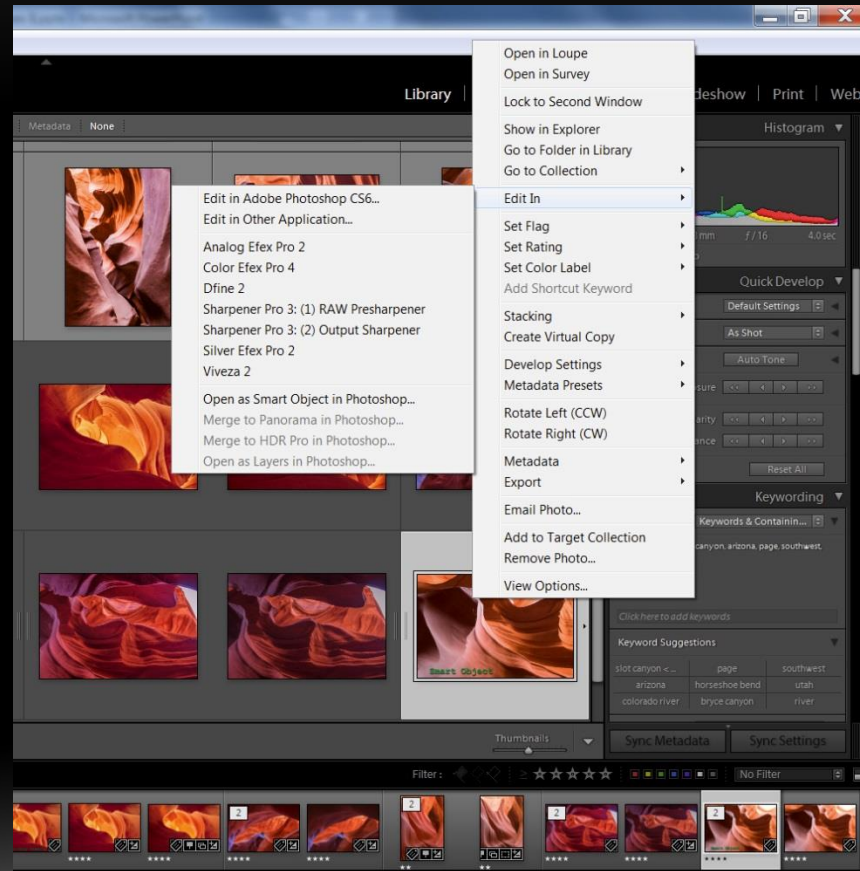 Library | deshow | Print | Web
Metadata None
Histogram
Open in Loupe
Open in Survey
Lock to Second Window
Show in Explorer
Go to Folder in Library
Go to Collection
Edit In
Set Flag
Set Rating
Set Color Label
Add Shortcut Keyword
Stacking
Create Virtual Copy
Develop Settings
Metadata Presets
Rotate Left (CCW)
Rotate Right (CW)
Metadata
Export
Email Photo...
Add to Target Collection
Remove Photo...
View Options...
Edit in Adobe Photoshop CS6...
Edit in Other Application...
Analog Efex Pro 2
Color Efex Pro 4
Dfine 2
Sharpener Pro 3: (1) RAW Presharpener
Sharpener Pro 3: (2) Output Sharpener
Silver Efex Pro 2
Viveza 2
Open as Smart Object in Photoshop...
Merge to Panorama in Photoshop...
Merge to HDR Pro in Photoshop...
Open as Layers in Photoshop...
mm f / 16 4.0 sec
Quick Develop
Default Settings
As Shot
Auto Tone
sure
arity
ance
Reset All
Keywording
Keywords & Containin...
canyon, arizona, page, southwest,
Click here to add keywords
Keyword Suggestions
slot canyon <... page southwest
arizona horseshoe bend utah
colorado river bryce canyon river
Smart Object
Thumbnails
Sync Metadata Sync Settings
Filter : No Filter
2 2 2 2